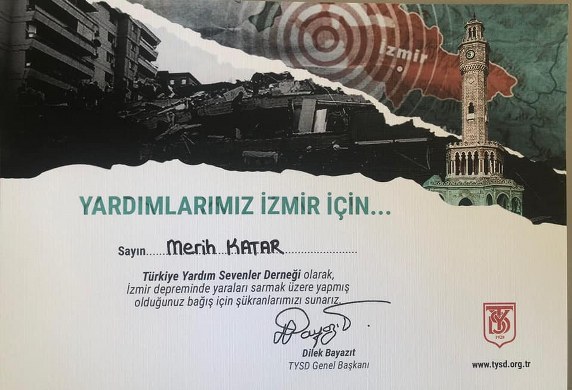 İzmir
YARDIMLARIMIZ İZMİR İÇİN...
Sayın.....Merih KATAR.....................
Türkiye Yardım Sevenler Derneği olarak,
İzmir depreminde yaraları sarmak üzere yapmış
olduğunuz bağış için şükranlarımızı sunarız.
Dilek Bayazıt
TYSD Genel Başkanı
1928
www.tysd.org.tr